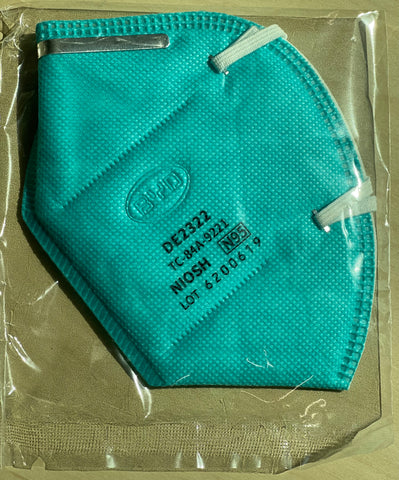 BYD
DE2322
TC-84A-9221
NIOSH N95
LOT 6200619